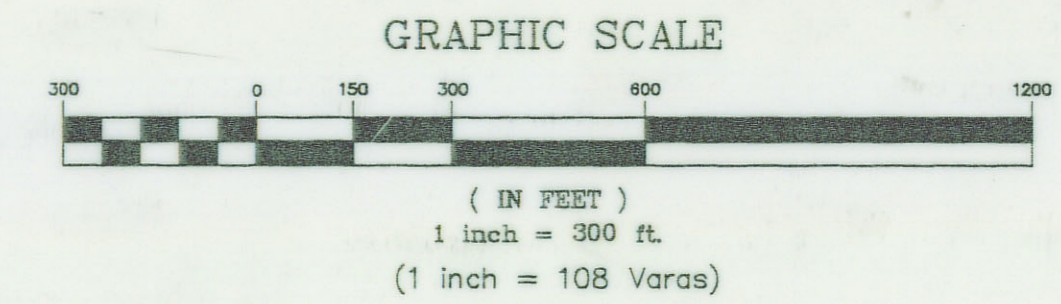 GRAPHIC SCALE
300 0 150 300 600 1200
( IN FEET )
1 inch = 300 ft.
(1 inch = 108 Varas)